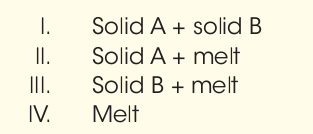 I. Solid A + solid B
II. Solid A + melt
III. Solid B + melt
IV. Melt